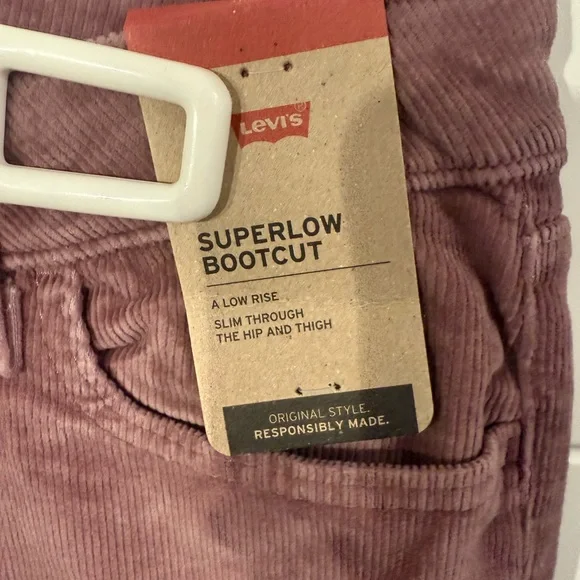 Levi's®
SUPERLOW
BOOTCUT
A LOW RISE
SLIM THROUGH
THE HIP AND THIGH
ORIGINAL STYLE.
RESPONSIBLY MADE.